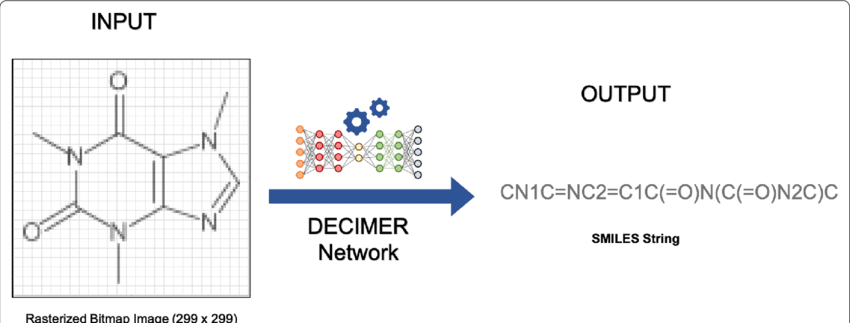 INPUT
O
N
N
O
N
N
DECIMER
Network
OUTPUT
CN1C=NC2=C1C(=O)N(C(=O)N2C)C
SMILES String
Rasterized Bitmap Image (299 x 299)